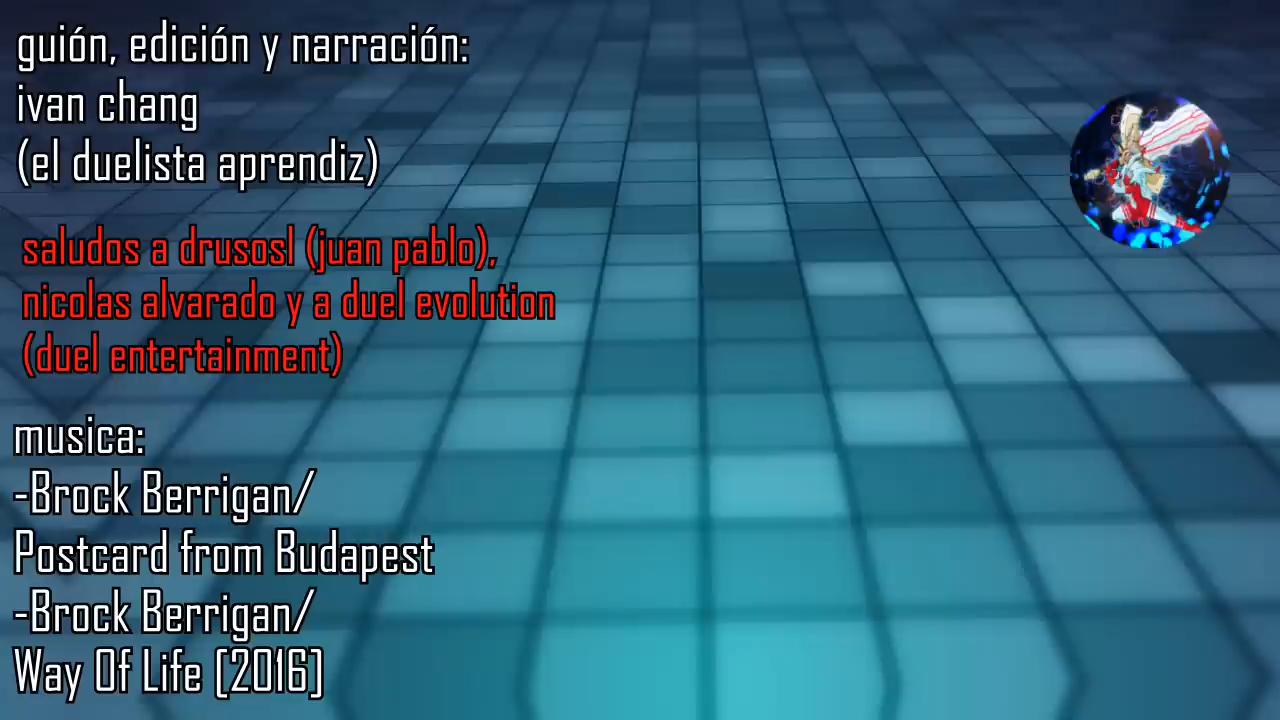 guión, edición y narración:
ivan chang
(el duelista aprendiz)
saludos a drusosl (juan pablo),
nicolas alvarado y a duel evolution
(duel entertainment)
musica:
-Brock Berrigan/
Postcard from Budapest
-Brock Berrigan/
Way Of Life [2016]